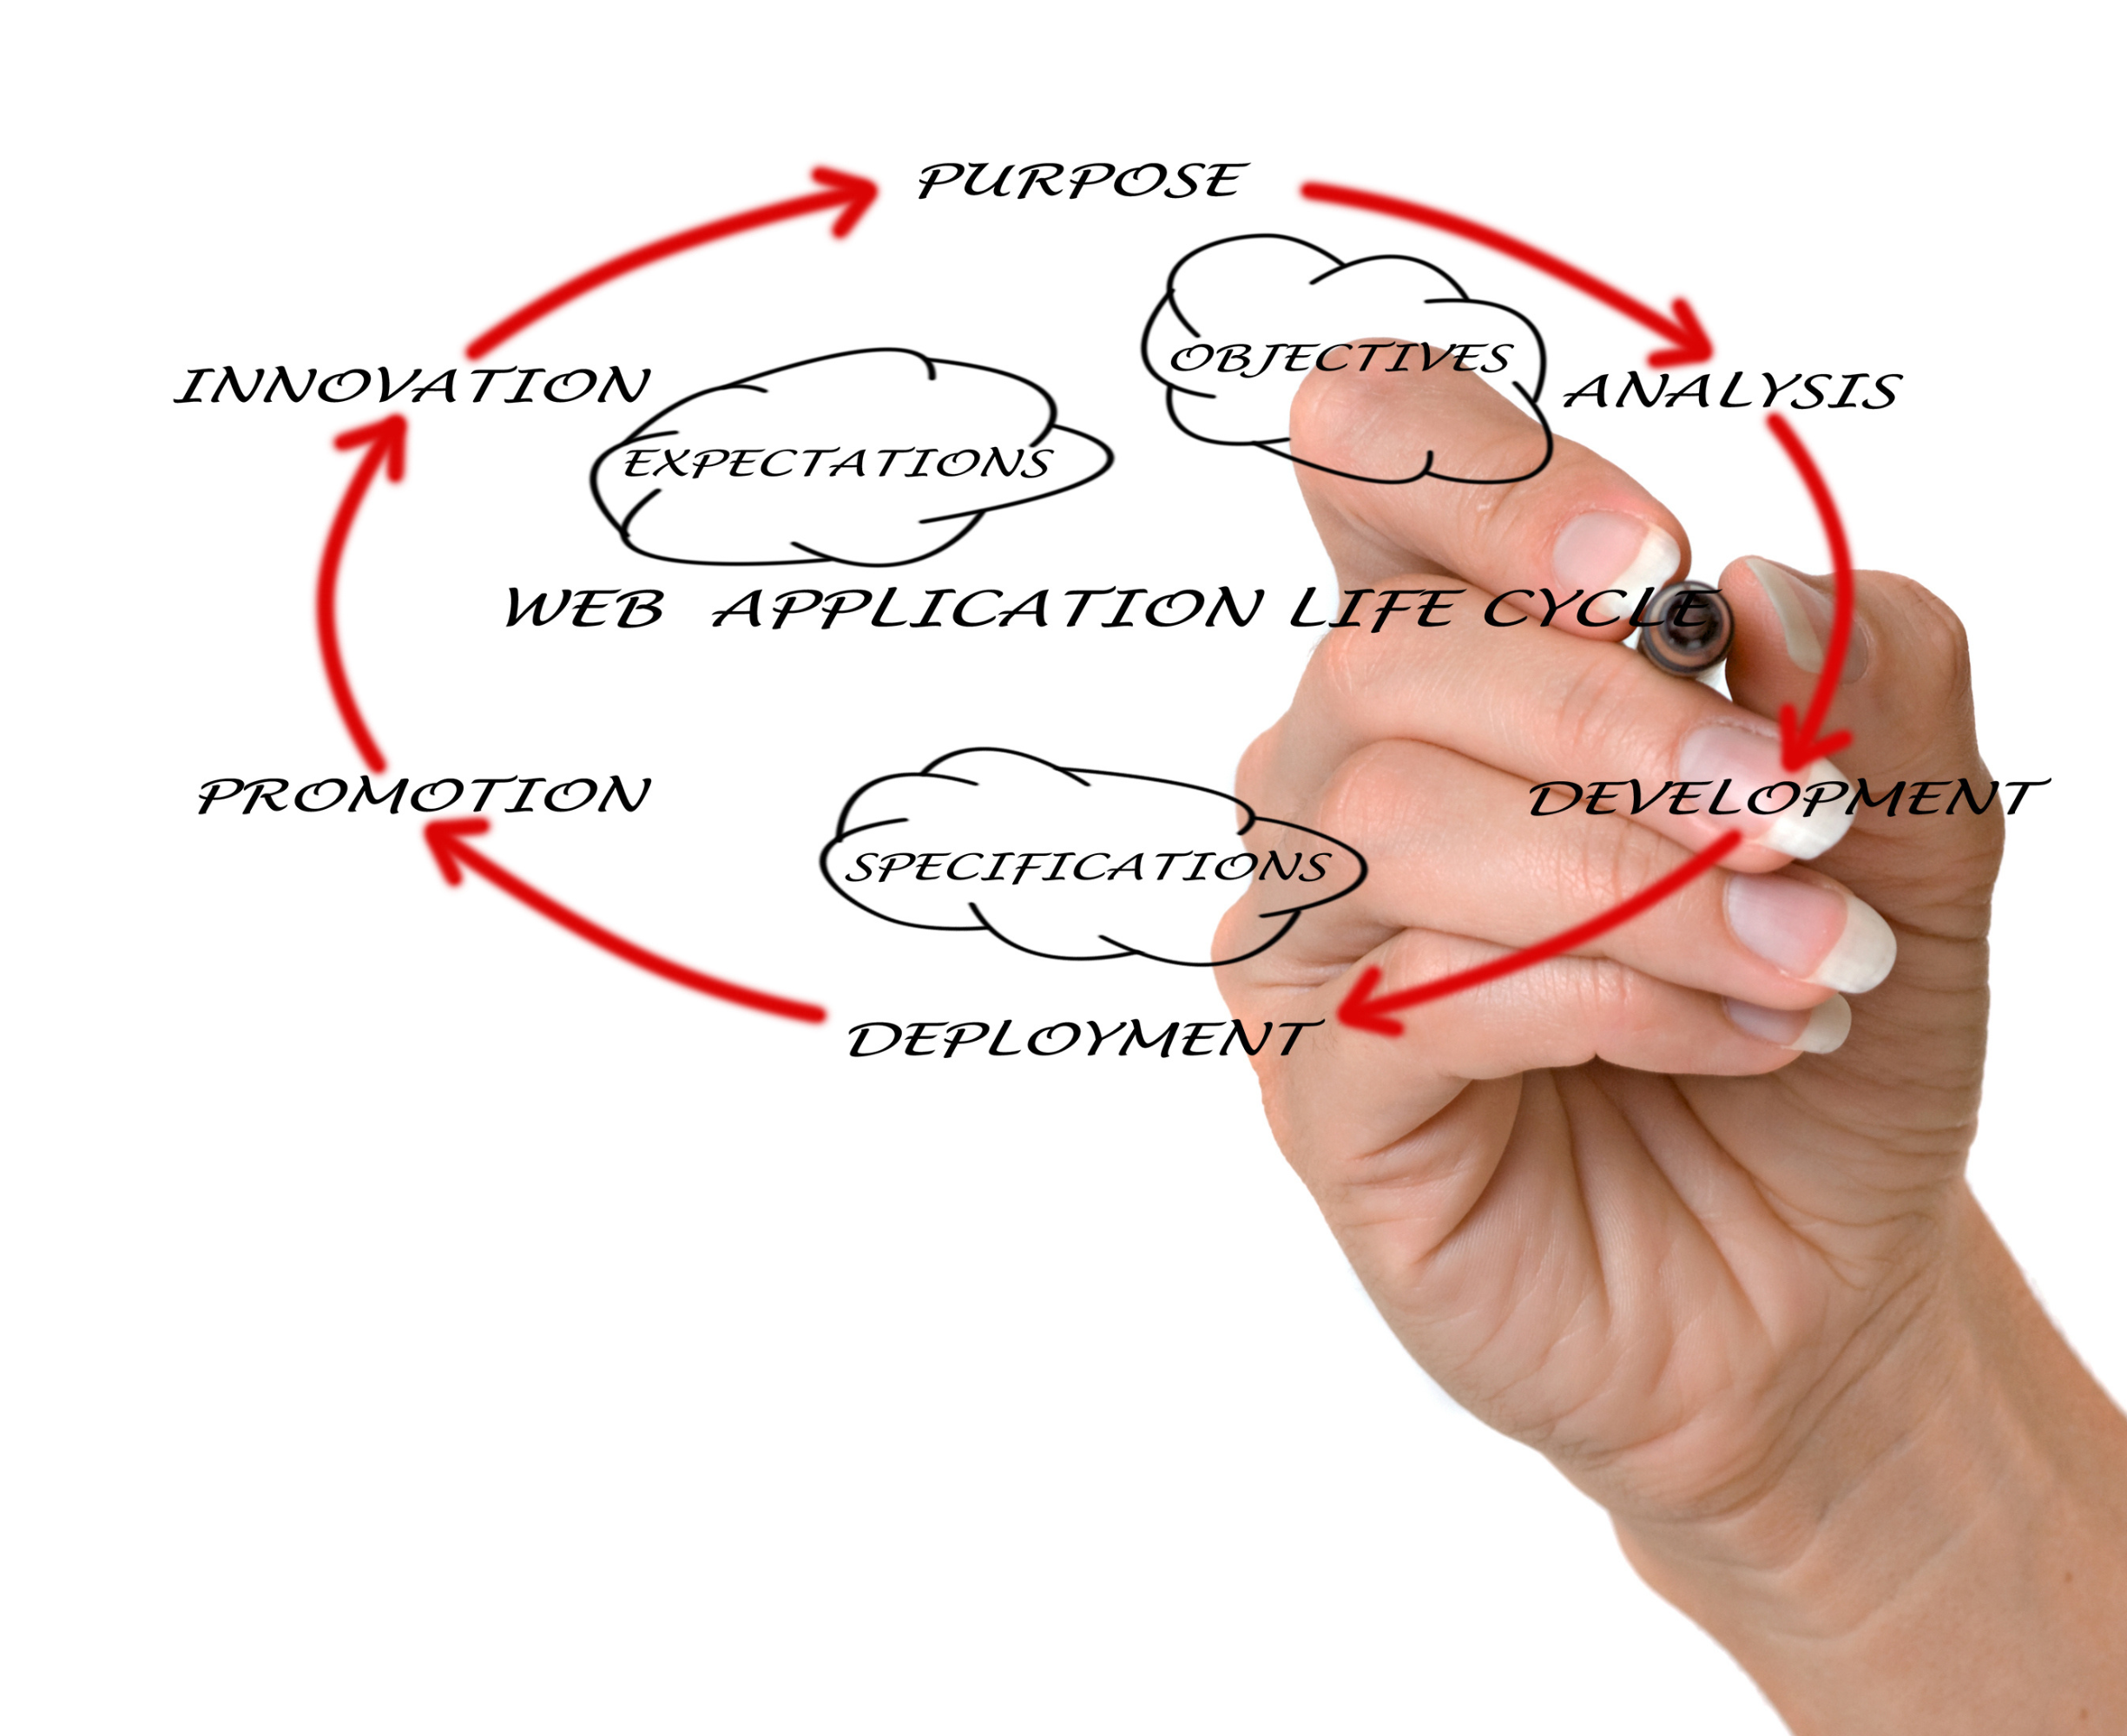 PURPOSE
OBJECTIVES
INNOVATION
ANALYSIS
EXPECTATIONS
WEB APPLICATION LIFE CYCLE
PROMOTION
DEVELOPMENT
SPECIFICATIONS
DEPLOYMENT